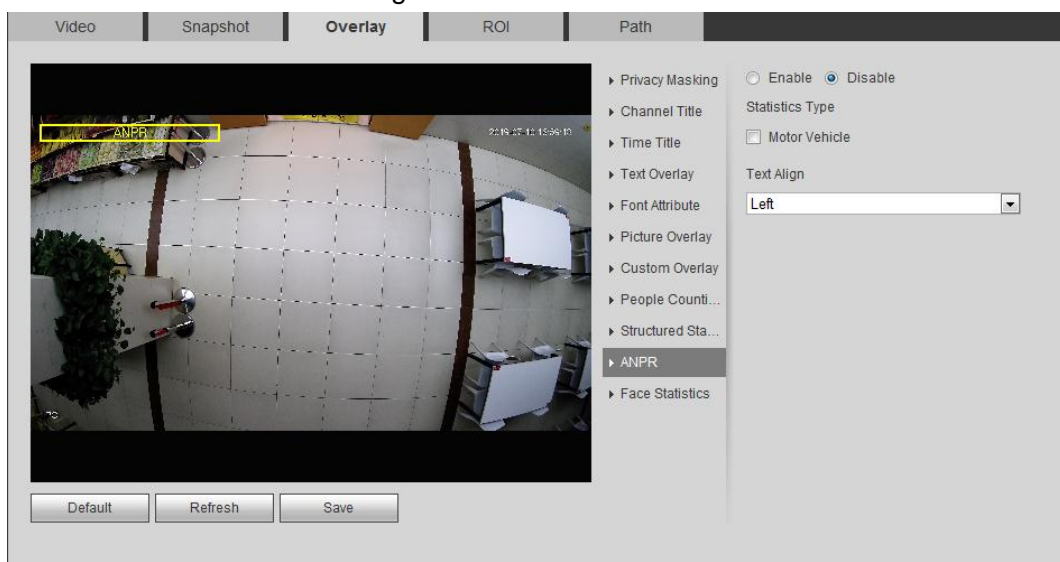 Video Snapshot Overlay ROI Path
ANPR
Privacy Masking
Channel Title
Time Title
Text Overlay
Font Attribute
Picture Overlay
Custom Overlay
People Counti...
Structured Sta...
ANPR
Face Statistics
Enable Disable
Statistics Type
Motor Vehicle
Text Align
Left
Default Refresh Save